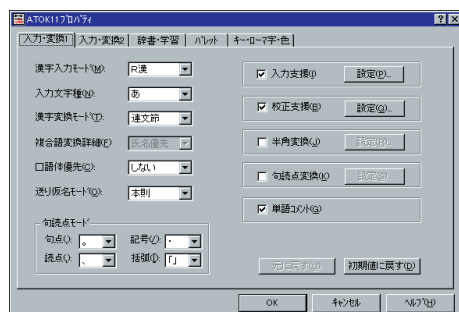 ATOK11プロパティ
入力・変換1 入力・変換2 辞書・学習 パレット キー・ローマ字・色
漢字入力モード(M): R漢
入力文字種(N): あ
漢字変換モード(T): 連文節
複合語変換詳細(F) 氏名優先
口語体優先(C): しない
送り仮名モード(O): 本則
句読点モード
句点(): 。 記号(/): ・
読点(): 、 括弧(): 「」
入力支援(I) 設定(P)...
校正支援(B) 設定(Q)...
半角変換(J) 設定(R)...
句読点変換(K) 設定(S)...
単語コメント(G)
元に戻す(U) 初期値に戻す(D)
OK キャンセル ヘルプ(H)